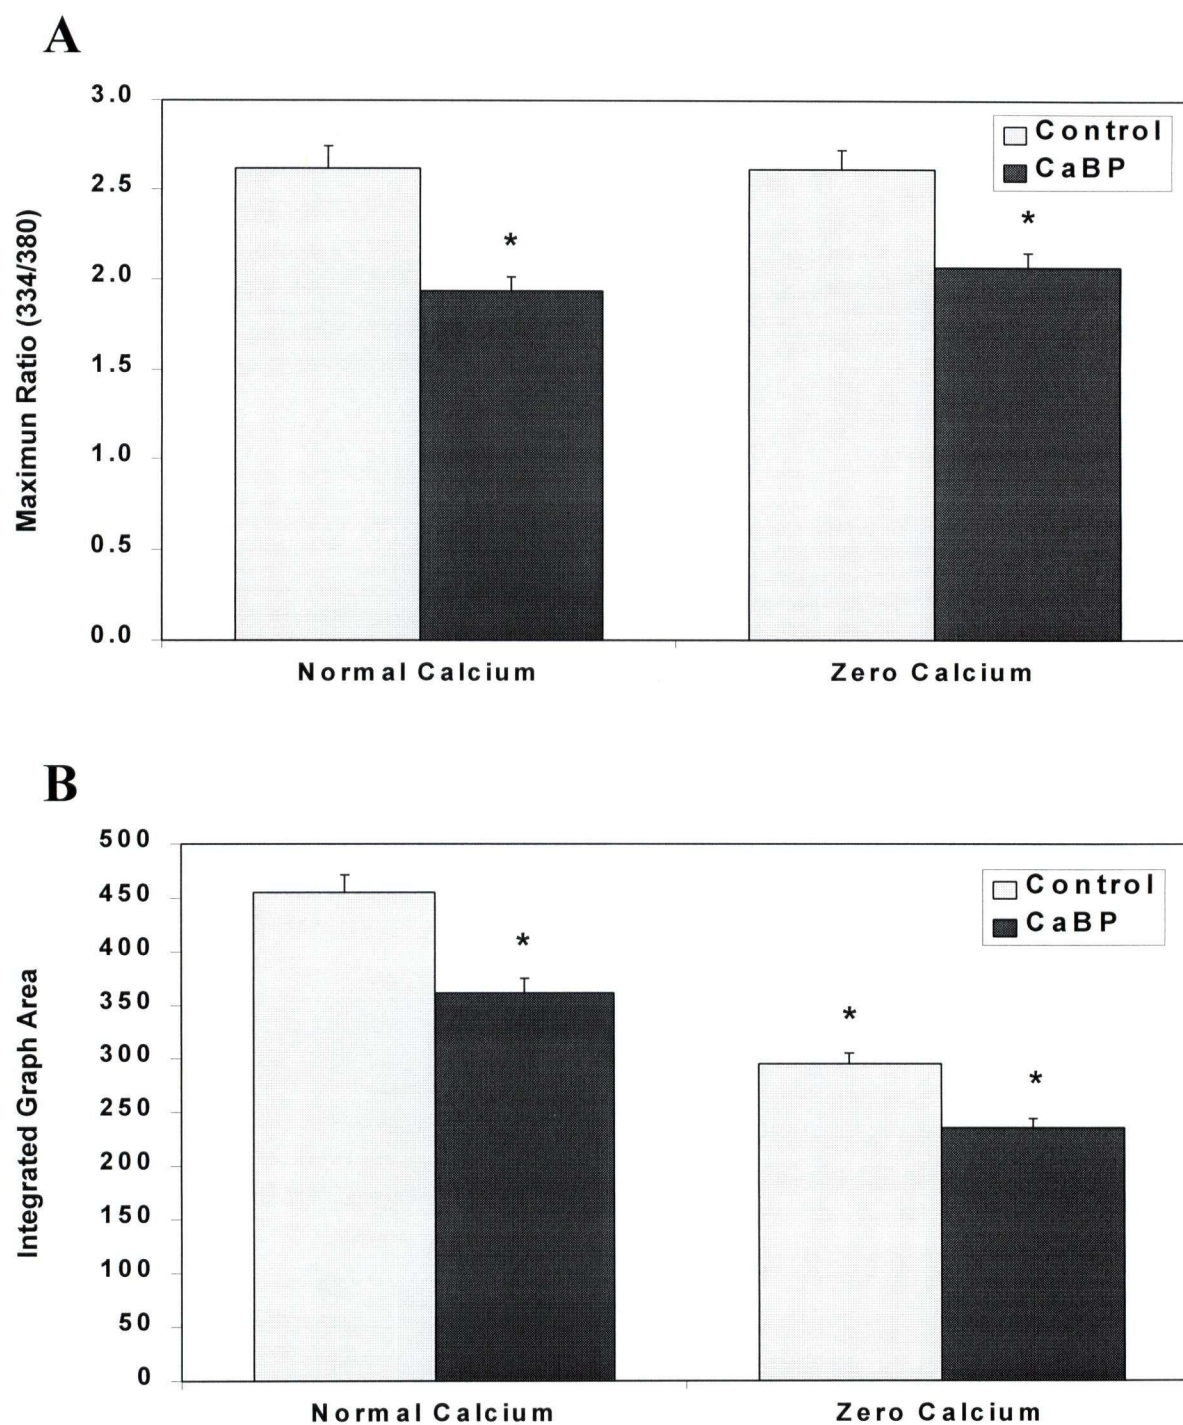 A
3.0
2.5
2.0
1.5
1.0
0.5
0.0
Maximun Ratio (334/380)
Control
CaBP
*
*
Normal Calcium
Zero Calcium
B
500
450
400
350
300
250
200
150
100
50
0
Integrated Graph Area
Control
CaBP
*
*
*
Normal Calcium
Zero Calcium